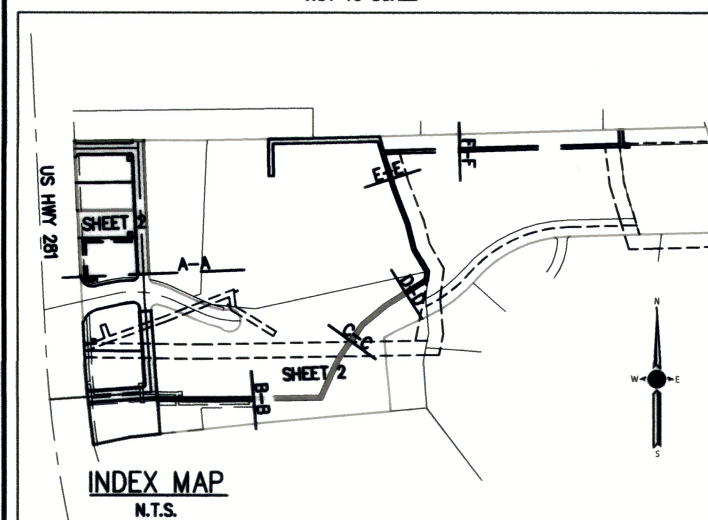 US HWY 281
SHEET 2
A-A
E-E
F-F
D-D
C-C
SHEET 2
B-B
N
W
E
S
INDEX MAP
N.T.S.